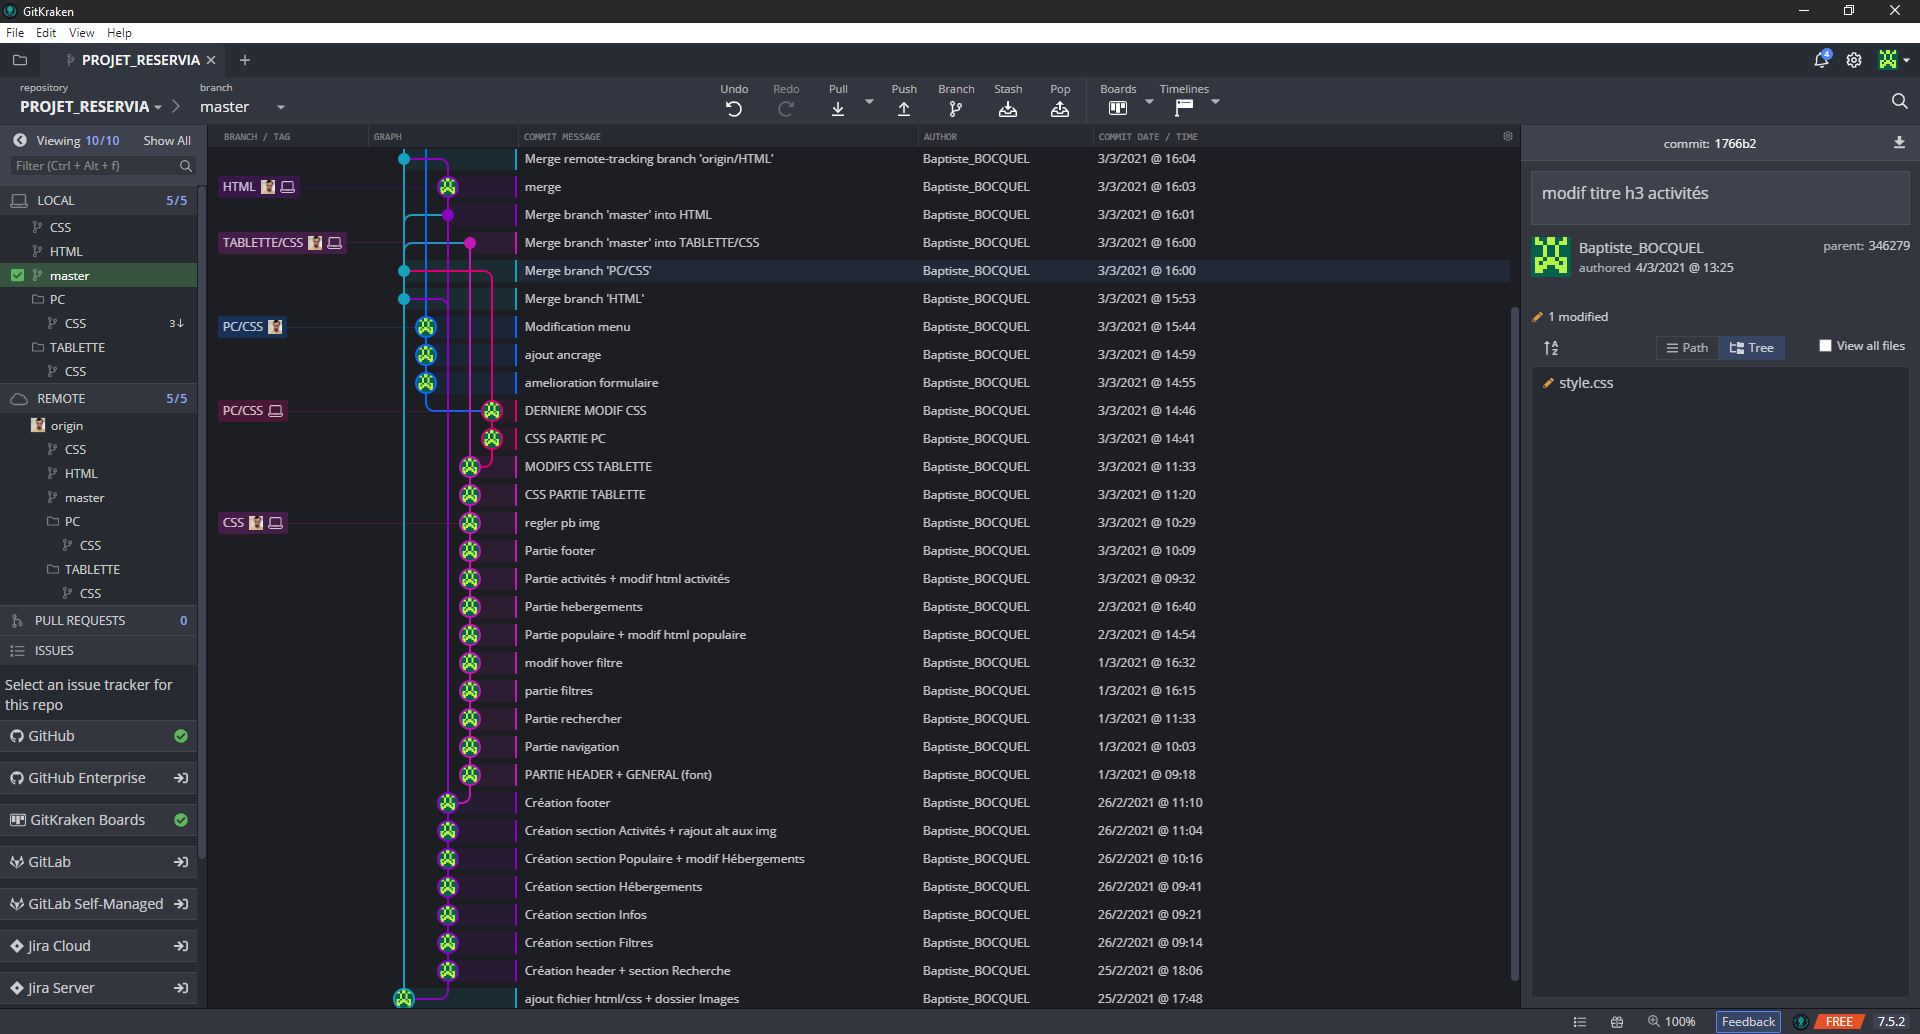 GitKraken
File Edit View Help
PROJET_RESERVIA
repository
PROJET_RESERVIA
branch
master
Undo
Redo
Pull
Push
Branch
Stash
Pop
Boards
Timelines
4
Viewing 10/10 Show All
Filter (Ctrl + Alt + f)
LOCAL 5/5
CSS
HTML
master
PC
CSS 3↓
TABLETTE
CSS
REMOTE 5/5
origin
CSS
HTML
master
PC
CSS
TABLETTE
CSS
PULL REQUESTS 0
ISSUES
Select an issue tracker for
this repo
GitHub
GitHub Enterprise
GitKraken Boards
GitLab
GitLab Self-Managed
Jira Cloud
Jira Server
BRANCH / TAG GRAPH COMMIT MESSAGE AUTHOR COMMIT DATE / TIME
Merge remote-tracking branch 'origin/HTML' Baptiste_BOCQUEL 3/3/2021 @ 16:04
HTML merge Baptiste_BOCQUEL 3/3/2021 @ 16:03
Merge branch 'master' into HTML Baptiste_BOCQUEL 3/3/2021 @ 16:01
TABLETTE/CSS Merge branch 'master' into TABLETTE/CSS Baptiste_BOCQUEL 3/3/2021 @ 16:00
Merge branch 'PC/CSS' Baptiste_BOCQUEL 3/3/2021 @ 16:00
Merge branch 'HTML' Baptiste_BOCQUEL 3/3/2021 @ 15:53
PC/CSS Modification menu Baptiste_BOCQUEL 3/3/2021 @ 15:44
ajout ancrage Baptiste_BOCQUEL 3/3/2021 @ 14:59
amelioration formulaire Baptiste_BOCQUEL 3/3/2021 @ 14:55
PC/CSS DERNIERE MODIF CSS Baptiste_BOCQUEL 3/3/2021 @ 14:46
CSS PARTIE PC Baptiste_BOCQUEL 3/3/2021 @ 14:41
MODIFS CSS TABLETTE Baptiste_BOCQUEL 3/3/2021 @ 11:33
CSS PARTIE TABLETTE Baptiste_BOCQUEL 3/3/2021 @ 11:20
CSS regler pb img Baptiste_BOCQUEL 3/3/2021 @ 10:29
Partie footer Baptiste_BOCQUEL 3/3/2021 @ 10:09
Partie activités + modif html activités Baptiste_BOCQUEL 3/3/2021 @ 09:32
Partie hebergements Baptiste_BOCQUEL 2/3/2021 @ 16:40
Partie populaire + modif html populaire Baptiste_BOCQUEL 2/3/2021 @ 14:54
modif hover filtre Baptiste_BOCQUEL 1/3/2021 @ 16:32
partie filtres Baptiste_BOCQUEL 1/3/2021 @ 16:15
Partie rechercher Baptiste_BOCQUEL 1/3/2021 @ 11:33
Partie navigation Baptiste_BOCQUEL 1/3/2021 @ 10:03
PARTIE HEADER + GENERAL (font) Baptiste_BOCQUEL 1/3/2021 @ 09:18
Création footer Baptiste_BOCQUEL 26/2/2021 @ 11:10
Création section Activités + rajout alt aux img Baptiste_BOCQUEL 26/2/2021 @ 11:04
Création section Populaire + modif Hébergements Baptiste_BOCQUEL 26/2/2021 @ 10:16
Création section Hébergements Baptiste_BOCQUEL 26/2/2021 @ 09:41
Création section Infos Baptiste_BOCQUEL 26/2/2021 @ 09:21
Création section Filtres Baptiste_BOCQUEL 26/2/2021 @ 09:14
Création header + section Recherche Baptiste_BOCQUEL 25/2/2021 @ 18:06
ajout fichier html/css + dossier Images Baptiste_BOCQUEL 25/2/2021 @ 17:48
commit: 1766b2
modif titre h3 activités
Baptiste_BOCQUEL parent: 346279
authored 4/3/2021 @ 13:25
1 modified
Path Tree View all files
style.css
100% Feedback FREE 7.5.2